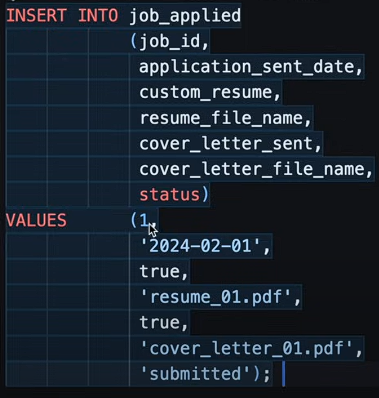 INSERT INTO job_applied
(job_id,
application_sent_date,
custom_resume,
resume_file_name,
cover_letter_sent,
cover_letter_file_name,
status)
VALUES (1,
'2024-02-01',
true,
'resume_01.pdf',
true,
'cover_letter_01.pdf',
'submitted');